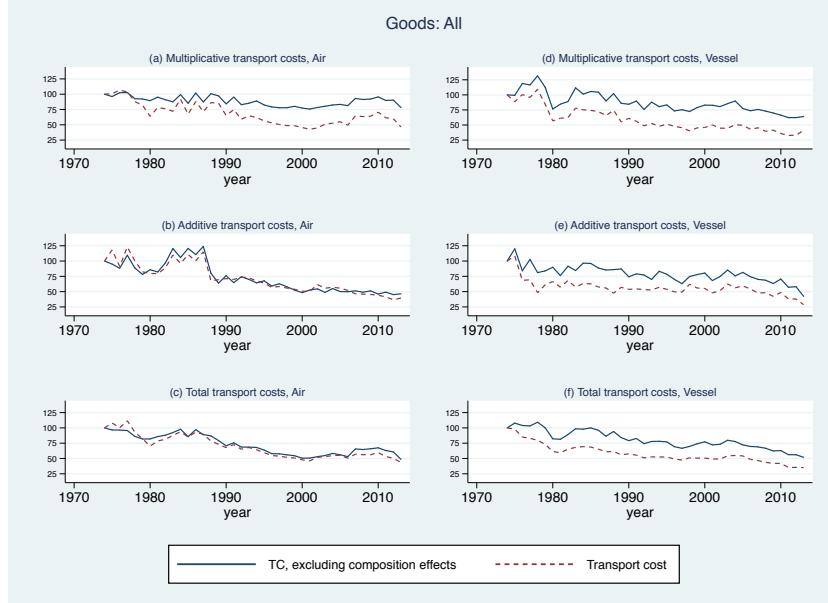 Goods: All
(a) Multiplicative transport costs, Air
125
100
75
50
25
1970 1980 1990 2000 2010
year
(d) Multiplicative transport costs, Vessel
125
100
75
50
25
1970 1980 1990 2000 2010
year
(b) Additive transport costs, Air
125
100
75
50
25
1970 1980 1990 2000 2010
year
(e) Additive transport costs, Vessel
125
100
75
50
25
1970 1980 1990 2000 2010
year
(c) Total transport costs, Air
125
100
75
50
25
1970 1980 1990 2000 2010
year
(f) Total transport costs, Vessel
125
100
75
50
25
1970 1980 1990 2000 2010
year
TC, excluding composition effects Transport cost